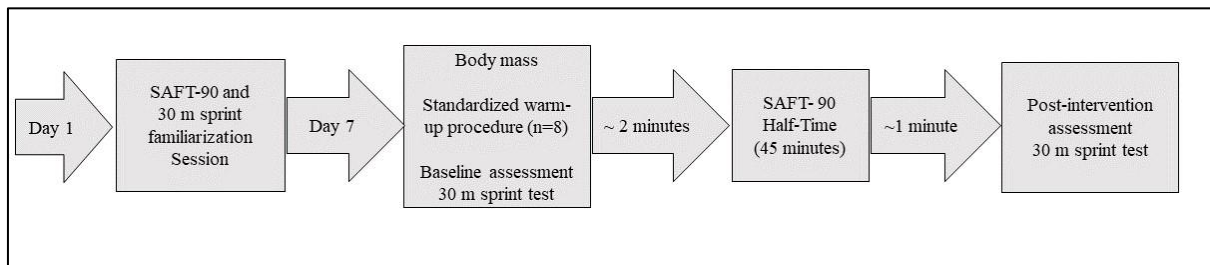 Day 1
SAFT-90 and
30 m sprint
familiarization
Session
Day 7
Body mass
Standardized warm-
up procedure (n=8)
Baseline assessment
30 m sprint test
~ 2 minutes
SAFT- 90
Half-Time
(45 minutes)
~1 minute
Post-intervention
assessment
30 m sprint test